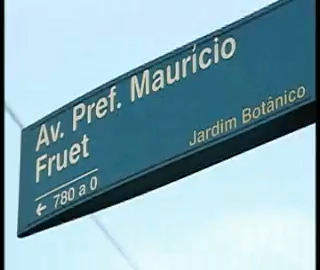 Av. Pref. Maurício
Fruet
Jardim Botânico
← 780 a 0